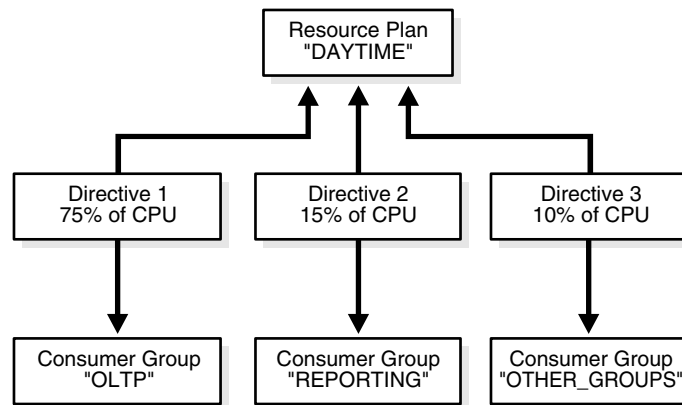 Resource Plan
"DAYTIME"
Directive 1
75% of CPU
Directive 2
15% of CPU
Directive 3
10% of CPU
Consumer Group
"OLTP"
Consumer Group
"REPORTING"
Consumer Group
"OTHER_GROUPS"